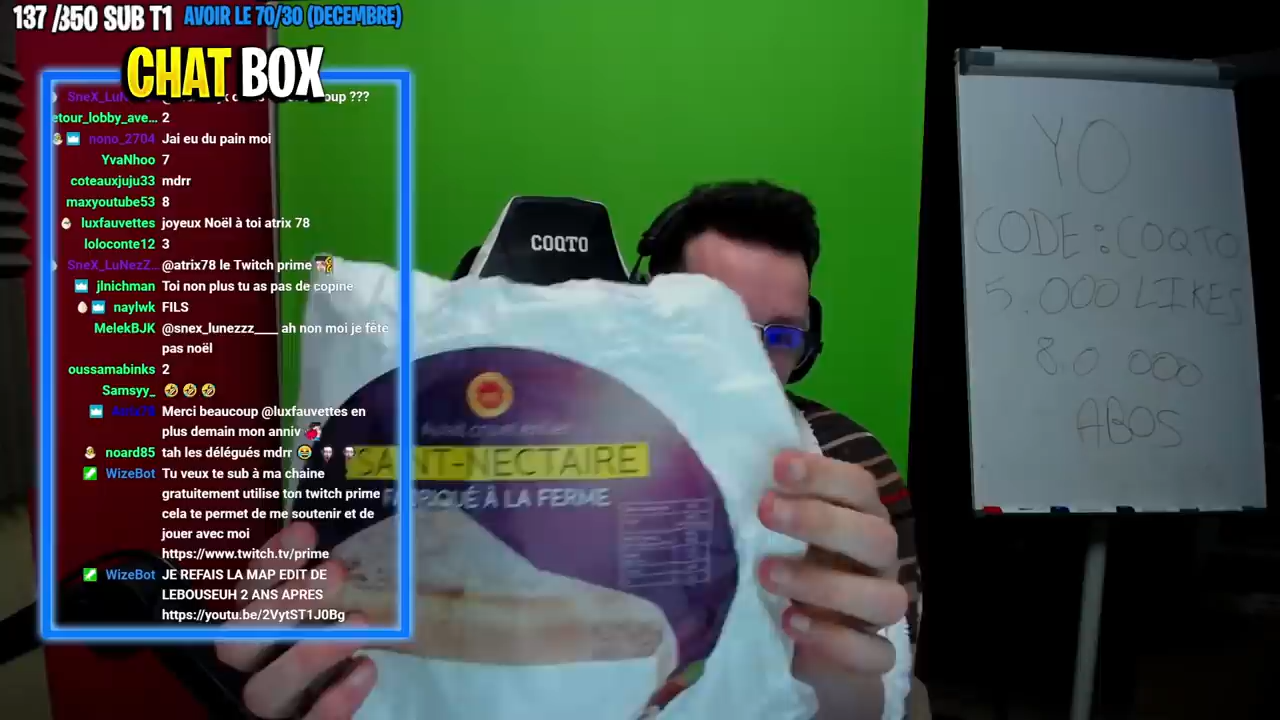 137 /350 SUB T1 AVOIR LE 70/30 (DECEMBRE)
CHAT BOX
oup ???
etour_lobby_ave... 2
nono_2704 Jai eu du pain moi
YvaNhoo 7
coteauxjuju33 mdrr
maxyoutube53 8
luxfauvettes joyeux Noël à toi atrix 78
loloconte12 3
SneX_LuNezZ... @atrix78 le Twitch prime
jlnichman Toi non plus tu as pas de copine
naylwk FILS
MelekBJK @snex_lunezzz____ ah non moi je fête
pas noël
oussamabinks 2
Samsyy_
Atrix78 Merci beaucoup @luxfauvettes en
plus demain mon anniv
noard85 tah les délégués mdrr
WizeBot Tu veux te sub à ma chaine
gratuitement utilise ton twitch prime
cela te permet de me soutenir et de
jouer avec moi
https://www.twitch.tv/prime
WizeBot JE REFAIS LA MAP EDIT DE
LEBOUSEUH 2 ANS APRES
https://youtu.be/2VytST1J0Bg
COQTO
SAINT-NECTAIRE
FABRIQUÉ À LA FERME
YO
CODE : COQTO
5.000 LIKES
80 000
ABOS